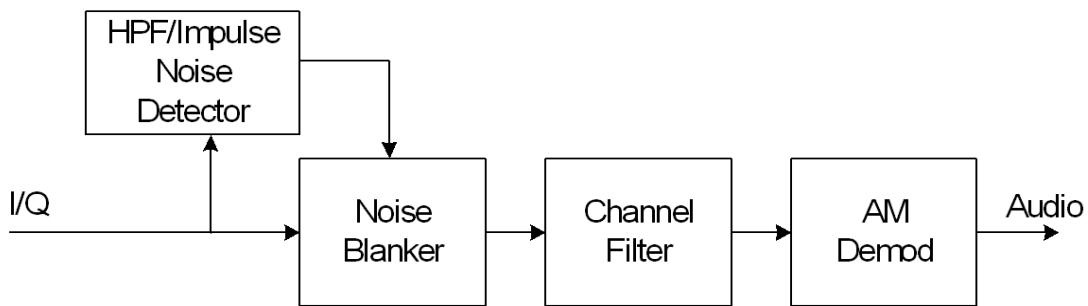 HPF/Impulse
Noise
Detector
I/Q
Noise
Blanker
Channel
Filter
AM
Demod
Audio